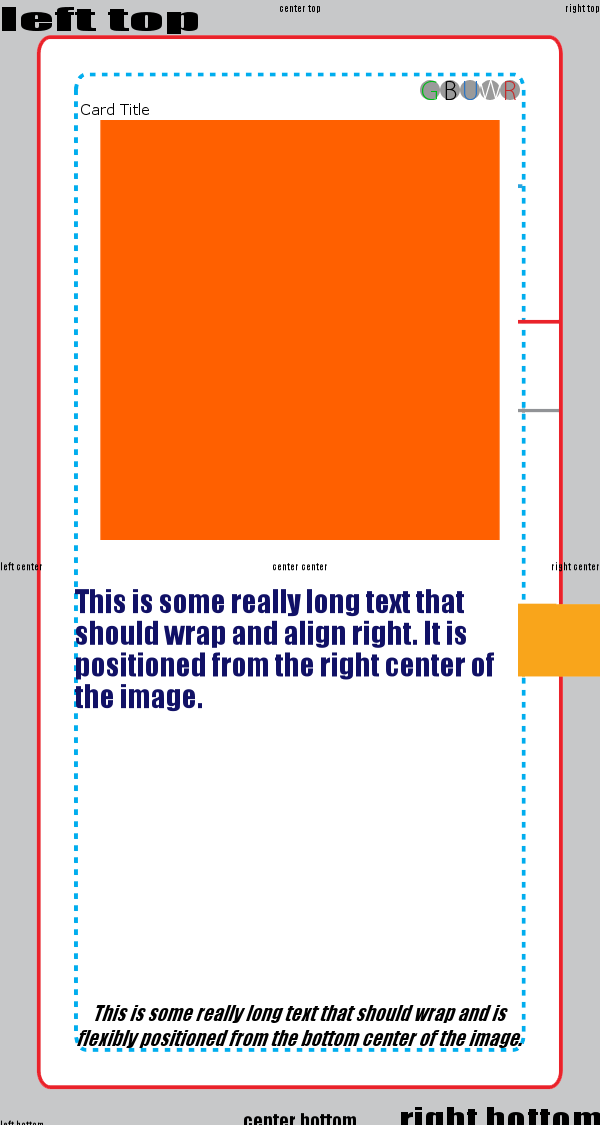 left top
center top
right top
GBUWR
Card Title
left center
center center
right center
This is some really long text that
should wrap and align right. It is
positioned from the right center of
the image.
This is some really long text that should wrap and is
flexibly positioned from the bottom center of the image.
left bottom
center bottom
right bottom